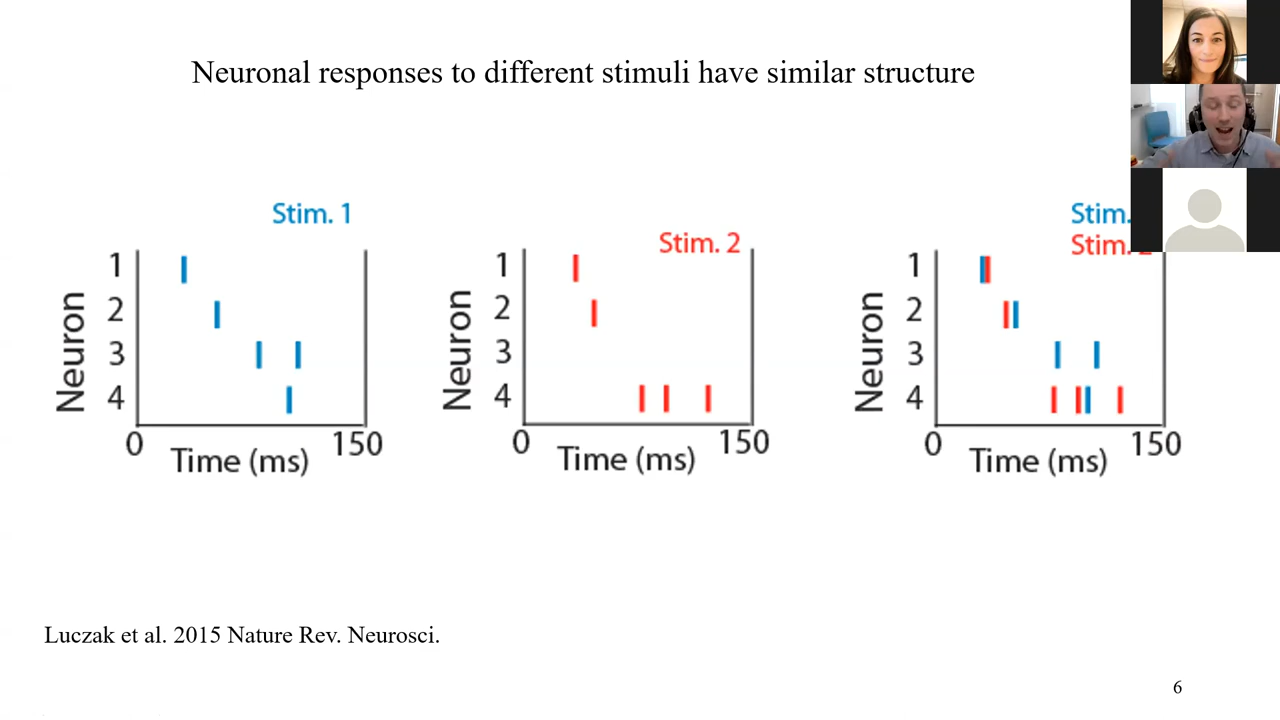 Neuronal responses to different stimuli have similar structure
Stim. 1
Neuron
1
2
3
4
0
150
Time (ms)
Stim. 2
Neuron
1
2
3
4
0
150
Time (ms)
Stim.
Stim.
Neuron
1
2
3
4
0
150
Time (ms)
Luczak et al. 2015 Nature Rev. Neurosci.
6